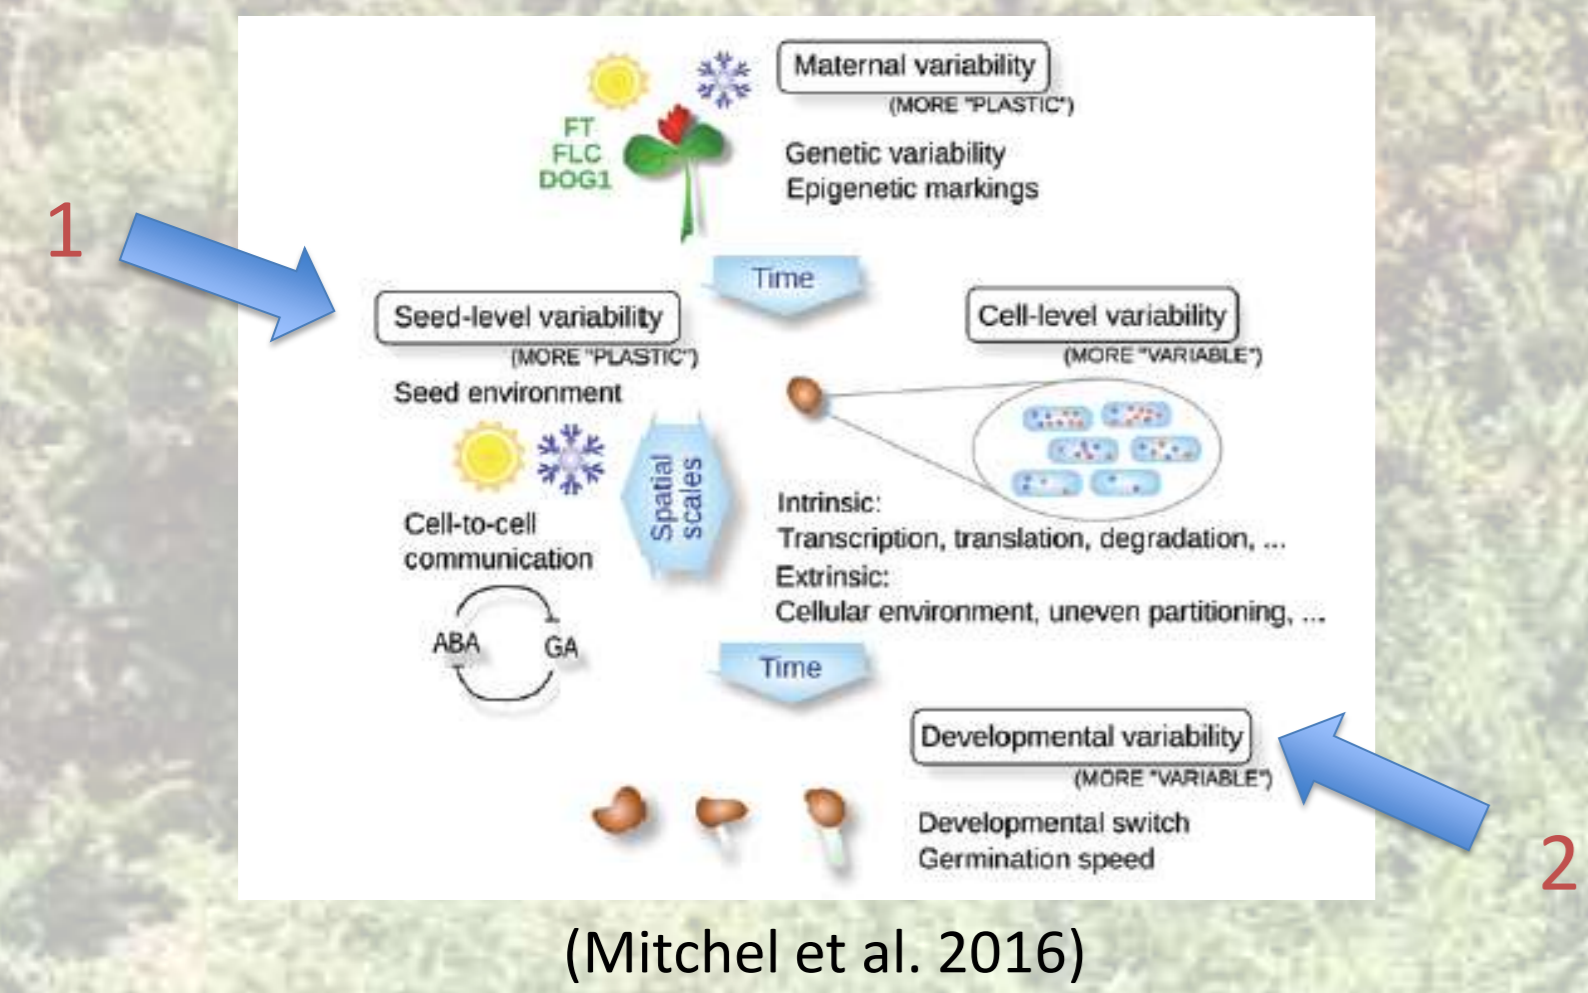 Maternal variability
(MORE "PLASTIC")
FT
FLC
DOG1
Genetic variability
Epigenetic markings
1
Time
Seed-level variability
(MORE "PLASTIC")
Seed environment
Cell-level variability
(MORE "VARIABLE")
Spatial
scales
Cell-to-cell
communication
ABA
GA
Intrinsic:
Transcription, translation, degradation, ...
Extrinsic:
Cellular environment, uneven partitioning, ...
Time
Developmental variability
(MORE "VARIABLE")
Developmental switch
Germination speed
2
(Mitchel et al. 2016)